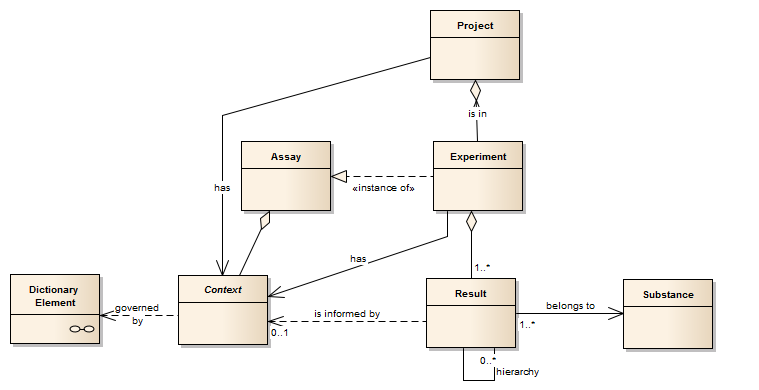 Project
is in
Assay
Experiment
«instance of»
has
has
1..*
Dictionary
Element
Context
Result
Substance
governed
by
is informed by
0..1
belongs to
1..*
0..*
hierarchy